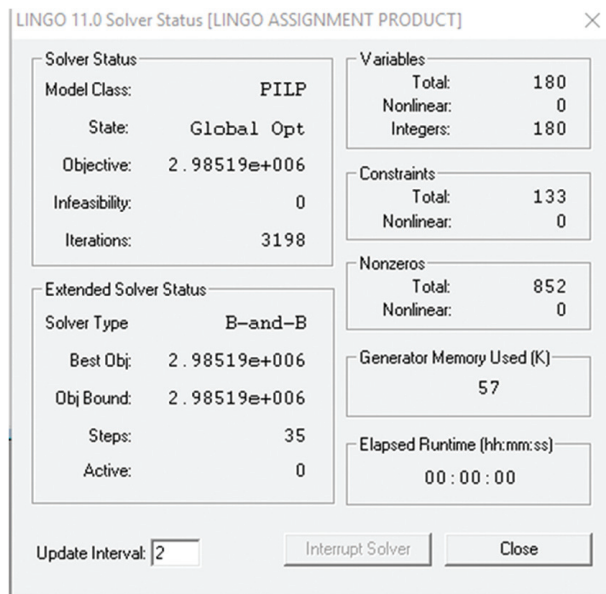 LINGO 11.0 Solver Status [LINGO ASSIGNMENT PRODUCT]
Solver Status
Model Class: PILP
State: Global Opt
Objective: 2.98519e+006
Infeasibility: 0
Iterations: 3198
Extended Solver Status
Solver Type B-and-B
Best Obj: 2.98519e+006
Obj Bound: 2.98519e+006
Steps: 35
Active: 0
Variables
Total: 180
Nonlinear: 0
Integers: 180
Constraints
Total: 133
Nonlinear: 0
Nonzeros
Total: 852
Nonlinear: 0
Generator Memory Used (K)
57
Elapsed Runtime (hh:mm:ss)
00:00:00
Update Interval: 2
Interrupt Solver
Close